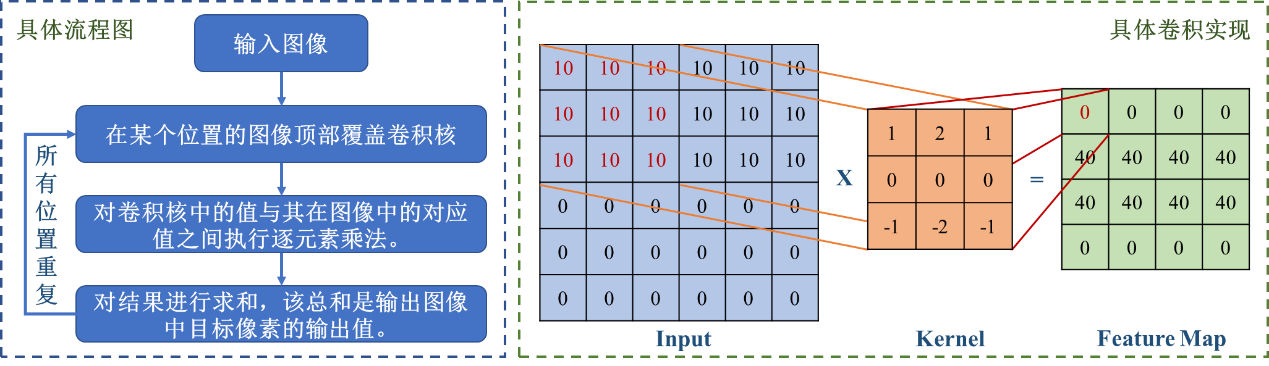 具体流程图
输入图像
在某个位置的图像顶部覆盖卷积核
对卷积核中的值与其在图像中的对应
值之间执行逐元素乘法。
对结果进行求和，该总和是输出图像
中目标像素的输出值。
所有位置重复
具体卷积实现
10 10 10 10 10 10
10 10 10 10 10 10
10 10 10 10 10 10
0 0 0 0 0 0
0 0 0 0 0 0
0 0 0 0 0 0
Input
X
1 2 1
0 0 0
-1 -2 -1
Kernel
=
0 0 0 0
40 40 40 40
40 40 40 40
0 0 0 0
Feature Map